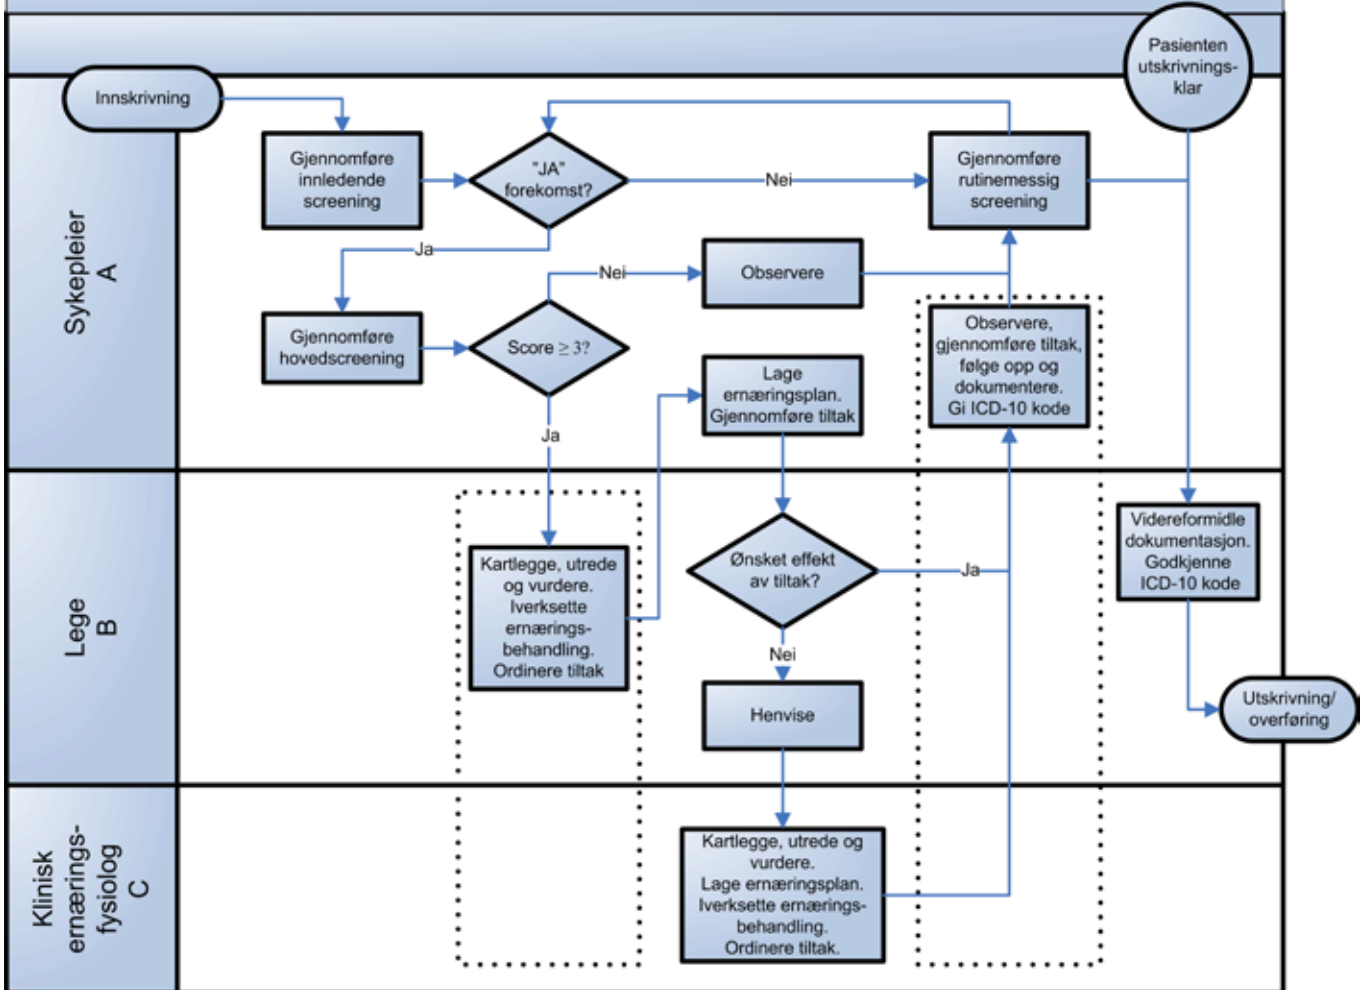 Pasienten
utskrivnings-
klar
Innskrivning
Gjennomføre
innledende
screening
"JA"
forekomst?
Nei
Gjennomføre
rutinemessig
screening
Ja
Sykepleier
A
Nei
Observere
Gjennomføre
hovedscreening
Score ≥ 3?
Observere,
gjennomføre tiltak,
følge opp og
dokumentere.
Gi ICD-10 kode
Lage
ernæringsplan.
Gjennomføre tiltak
Ja
Lege
B
Kartlegge, utrede
og vurdere.
Iverksette
ernærings-
behandling.
Ordinere tiltak
Ønsket effekt
av tiltak?
Ja
Videreformidle
dokumentasjon.
Godkjenne
ICD-10 kode
Nei
Henvise
Utskrivning/
overføring
Klinisk
ernærings-
fysiolog
C
Kartlegge, utrede og
vurdere.
Lage ernæringsplan.
Iverksette ernærings-
behandling.
Ordinere tiltak.